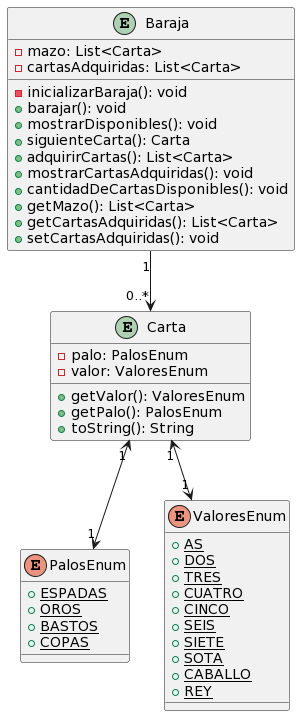 E Baraja
mazo: List<Carta>
cartasAdquiridas: List<Carta>
inicializarBaraja(): void
barajar(): void
mostrarDisponibles(): void
siguienteCarta(): Carta
adquirirCartas(): List<Carta>
mostrarCartasAdquiridas(): void
cantidadDeCartasDisponibles(): void
getMazo(): List<Carta>
getCartasAdquiridas(): List<Carta>
setCartasAdquiridas(): void
1
0..*
E Carta
palo: PalosEnum
valor: ValoresEnum
getValor(): ValoresEnum
getPalo(): PalosEnum
toString(): String
1
1
1
1
E PalosEnum
ESPADAS
OROS
BASTOS
COPAS
E ValoresEnum
AS
DOS
TRES
CUATRO
CINCO
SEIS
SIETE
SOTA
CABALLO
REY